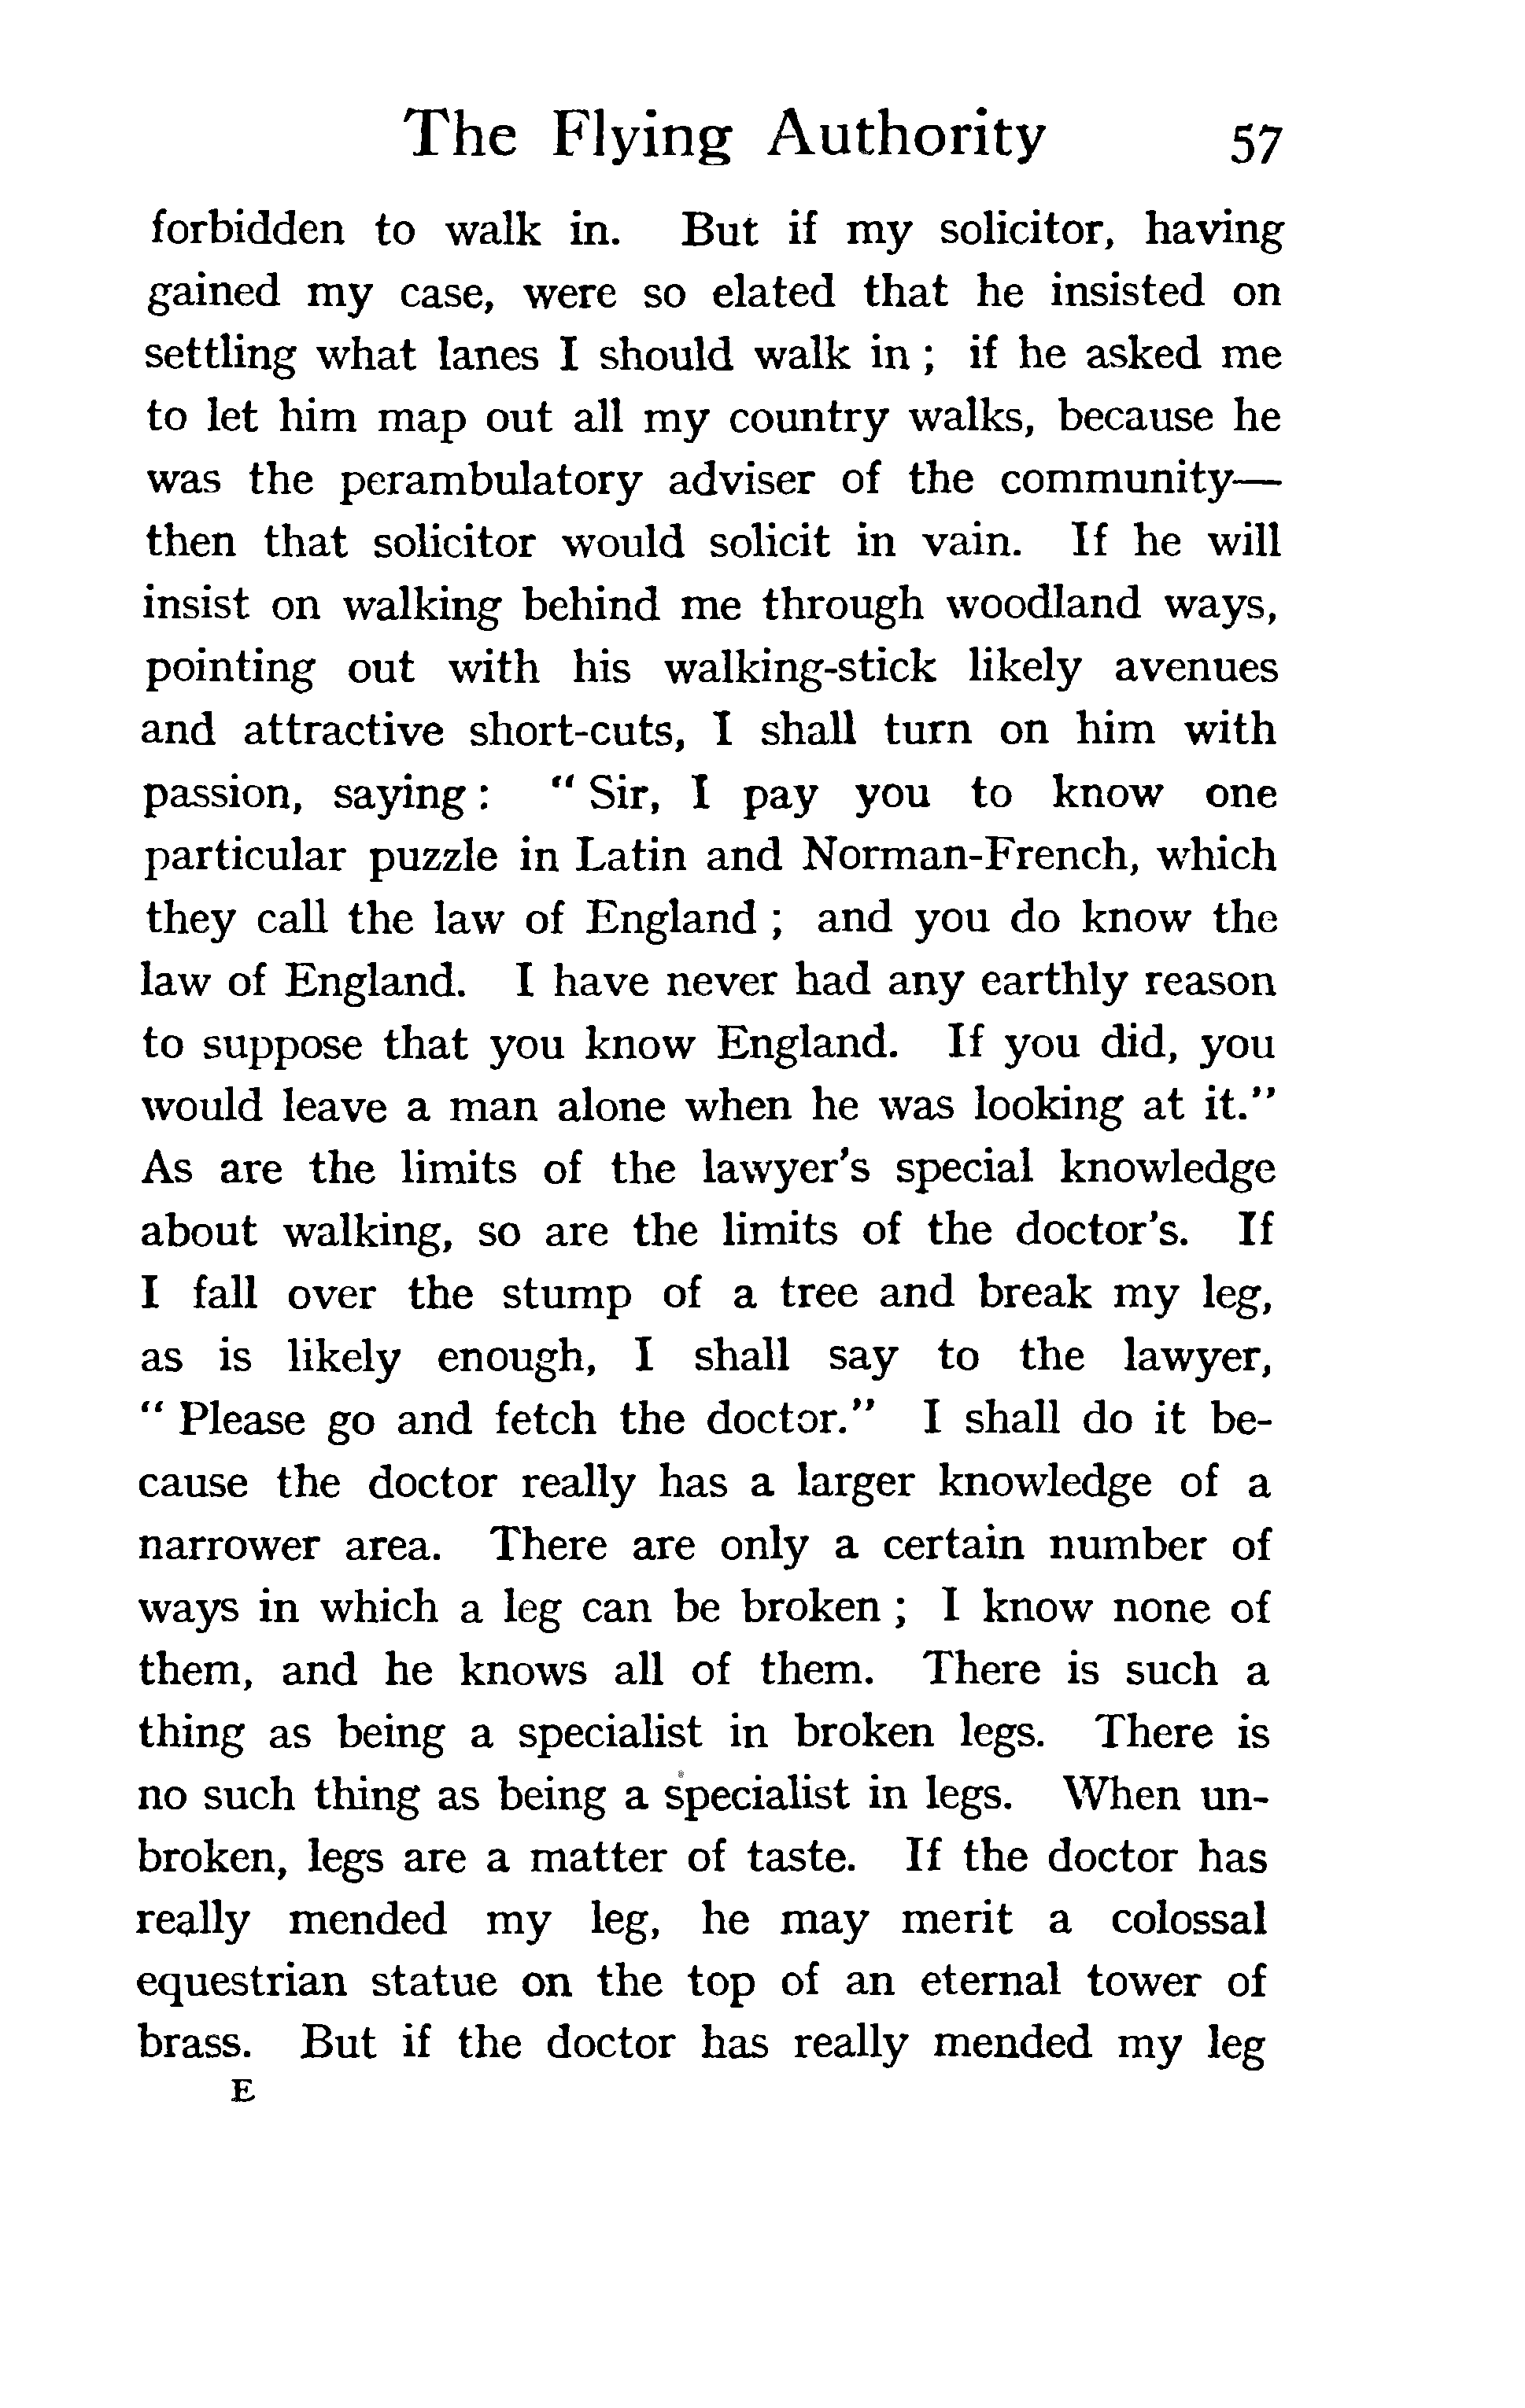 The Flying Authority 57
forbidden to walk in. But if my solicitor, having
gained my case, were so elated that he insisted on
settling what lanes I should walk in ; if he asked me
to let him map out all my country walks, because he
was the perambulatory adviser of the community—
then that solicitor would solicit in vain. If he will
insist on walking behind me through woodland ways,
pointing out with his walking-stick likely avenues
and attractive short-cuts, I shall turn on him with
passion, saying : “ Sir, I pay you to know one
particular puzzle in Latin and Norman-French, which
they call the law of England ; and you do know the
law of England. I have never had any earthly reason
to suppose that you know England. If you did, you
would leave a man alone when he was looking at it.”
As are the limits of the lawyer’s special knowledge
about walking, so are the limits of the doctor’s. If
I fall over the stump of a tree and break my leg,
as is likely enough, I shall say to the lawyer,
“ Please go and fetch the doctor.” I shall do it be-
cause the doctor really has a larger knowledge of a
narrower area. There are only a certain number of
ways in which a leg can be broken ; I know none of
them, and he knows all of them. There is such a
thing as being a specialist in broken legs. There is
no such thing as being a specialist in legs. When un-
broken, legs are a matter of taste. If the doctor has
really mended my leg, he may merit a colossal
equestrian statue on the top of an eternal tower of
brass. But if the doctor has really mended my leg
E